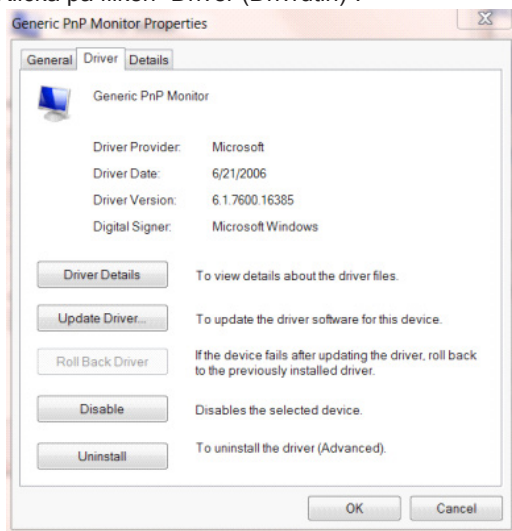 Generic PnP Monitor Properties
General Driver Details
Generic PnP Monitor
Driver Provider: Microsoft
Driver Date: 6/21/2006
Driver Version: 6.1.7600.16385
Digital Signer: Microsoft Windows
Driver Details To view details about the driver files.
Update Driver... To update the driver software for this device.
Roll Back Driver If the device fails after updating the driver, roll back
to the previously installed driver.
Disable Disables the selected device.
Uninstall To uninstall the driver (Advanced).
OK Cancel